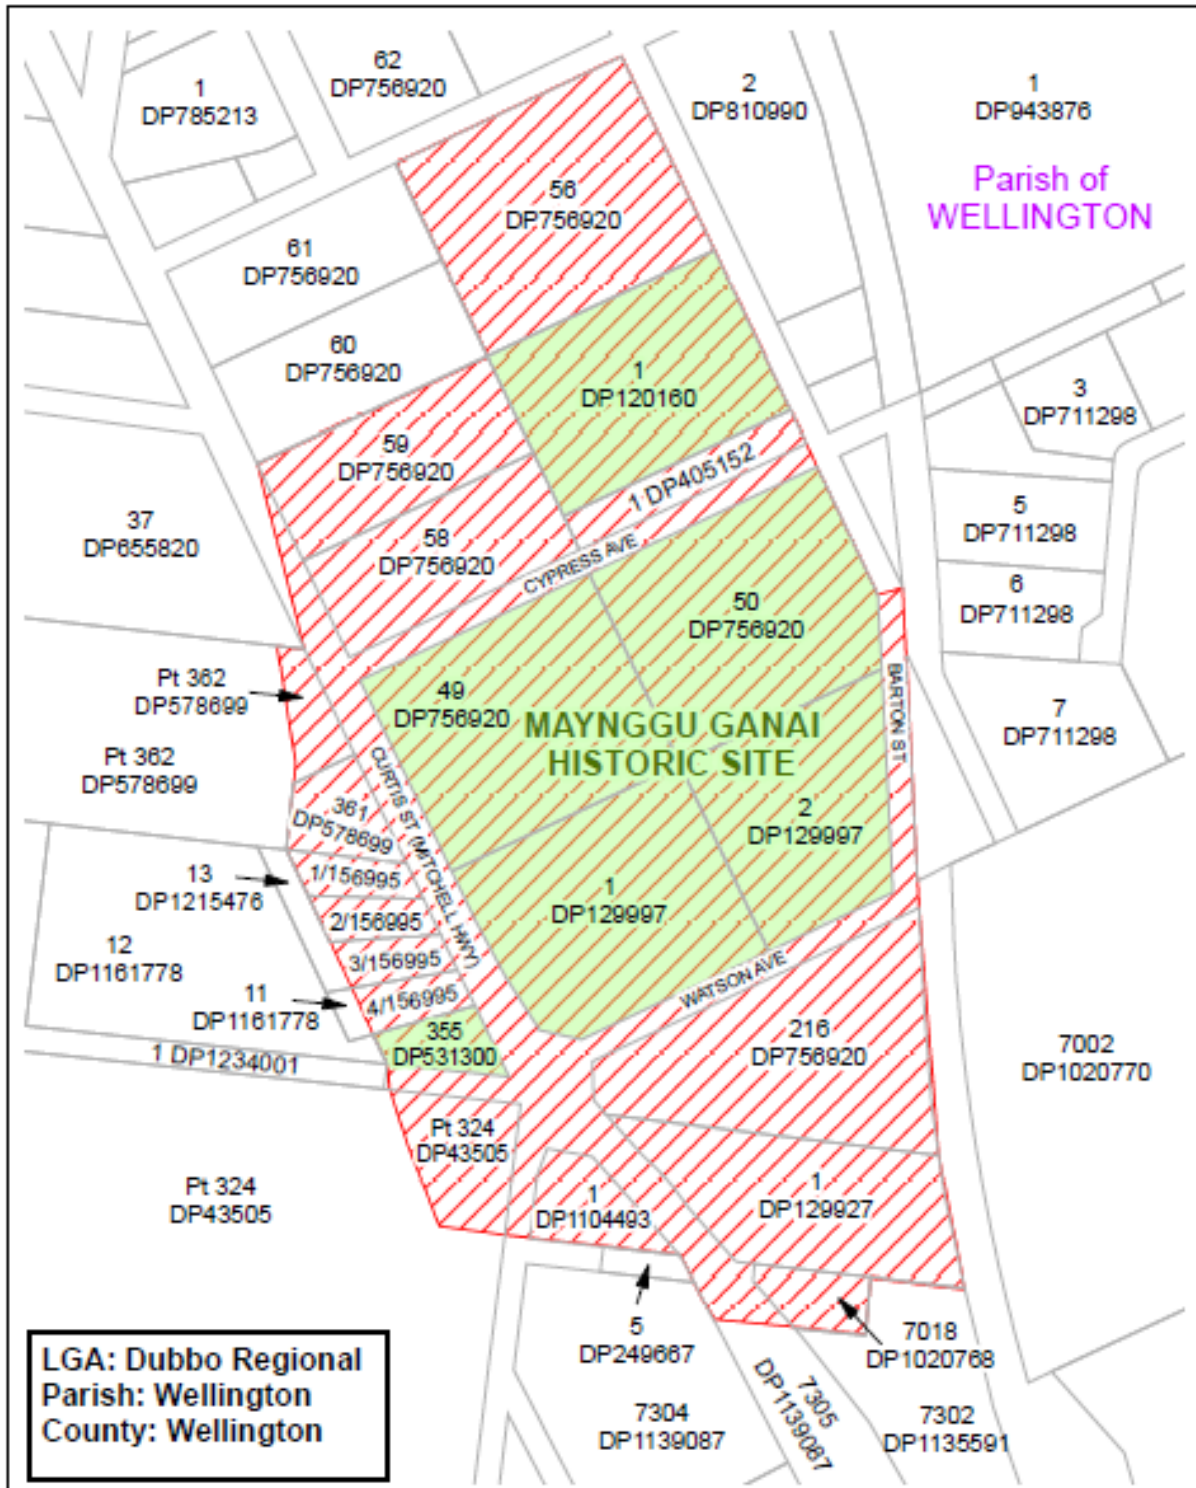 62
DP756920
1
DP785213
2
DP810990
1
DP943876
Parish of
WELLINGTON
56
DP756920
61
DP756920
60
DP756920
1
DP120160
3
DP711298
59
DP756920
1 DP405152
37
DP655820
58
DP756920
CYPRESS AVE
5
DP711298
6
DP711298
50
DP756920
Pt 362
DP578699
49
DP756920
BARTON ST
7
DP711298
MAYNGGU GANAI
HISTORIC SITE
Pt 362
DP578699
CURTIS ST (MITCHELL HWY)
361
DP578699
2
DP129997
13
DP1215476
1/156995
1
DP129997
2/156995
12
DP1161778
3/156995
WATSON AVE
11
DP1161778
4/156995
355
DP531300
216
DP756920
1 DP1234001
7002
DP1020770
Pt 324
DP43505
Pt 324
DP43505
1
DP1104493
1
DP129927
5
DP249667
7018
DP1020768
7305
DP1139087
7304
DP1139087
7302
DP1135591
LGA: Dubbo Regional
Parish: Wellington
County: Wellington